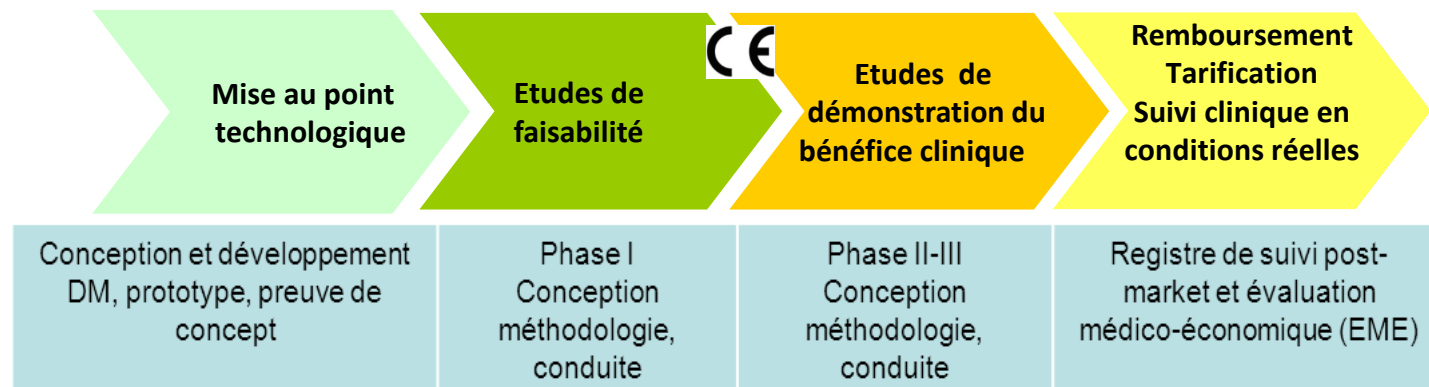 Mise au point
technologique
Etudes de
faisabilité
CE
Etudes de
démonstration du
bénéfice clinique
Remboursement
Tarification
Suivi clinique en
conditions réelles
Conception et développement
DM, prototype, preuve de
concept
Phase I
Conception
méthodologie,
conduite
Phase II-III
Conception
méthodologie,
conduite
Registre de suivi post-
market et évaluation
médico-économique (EME)